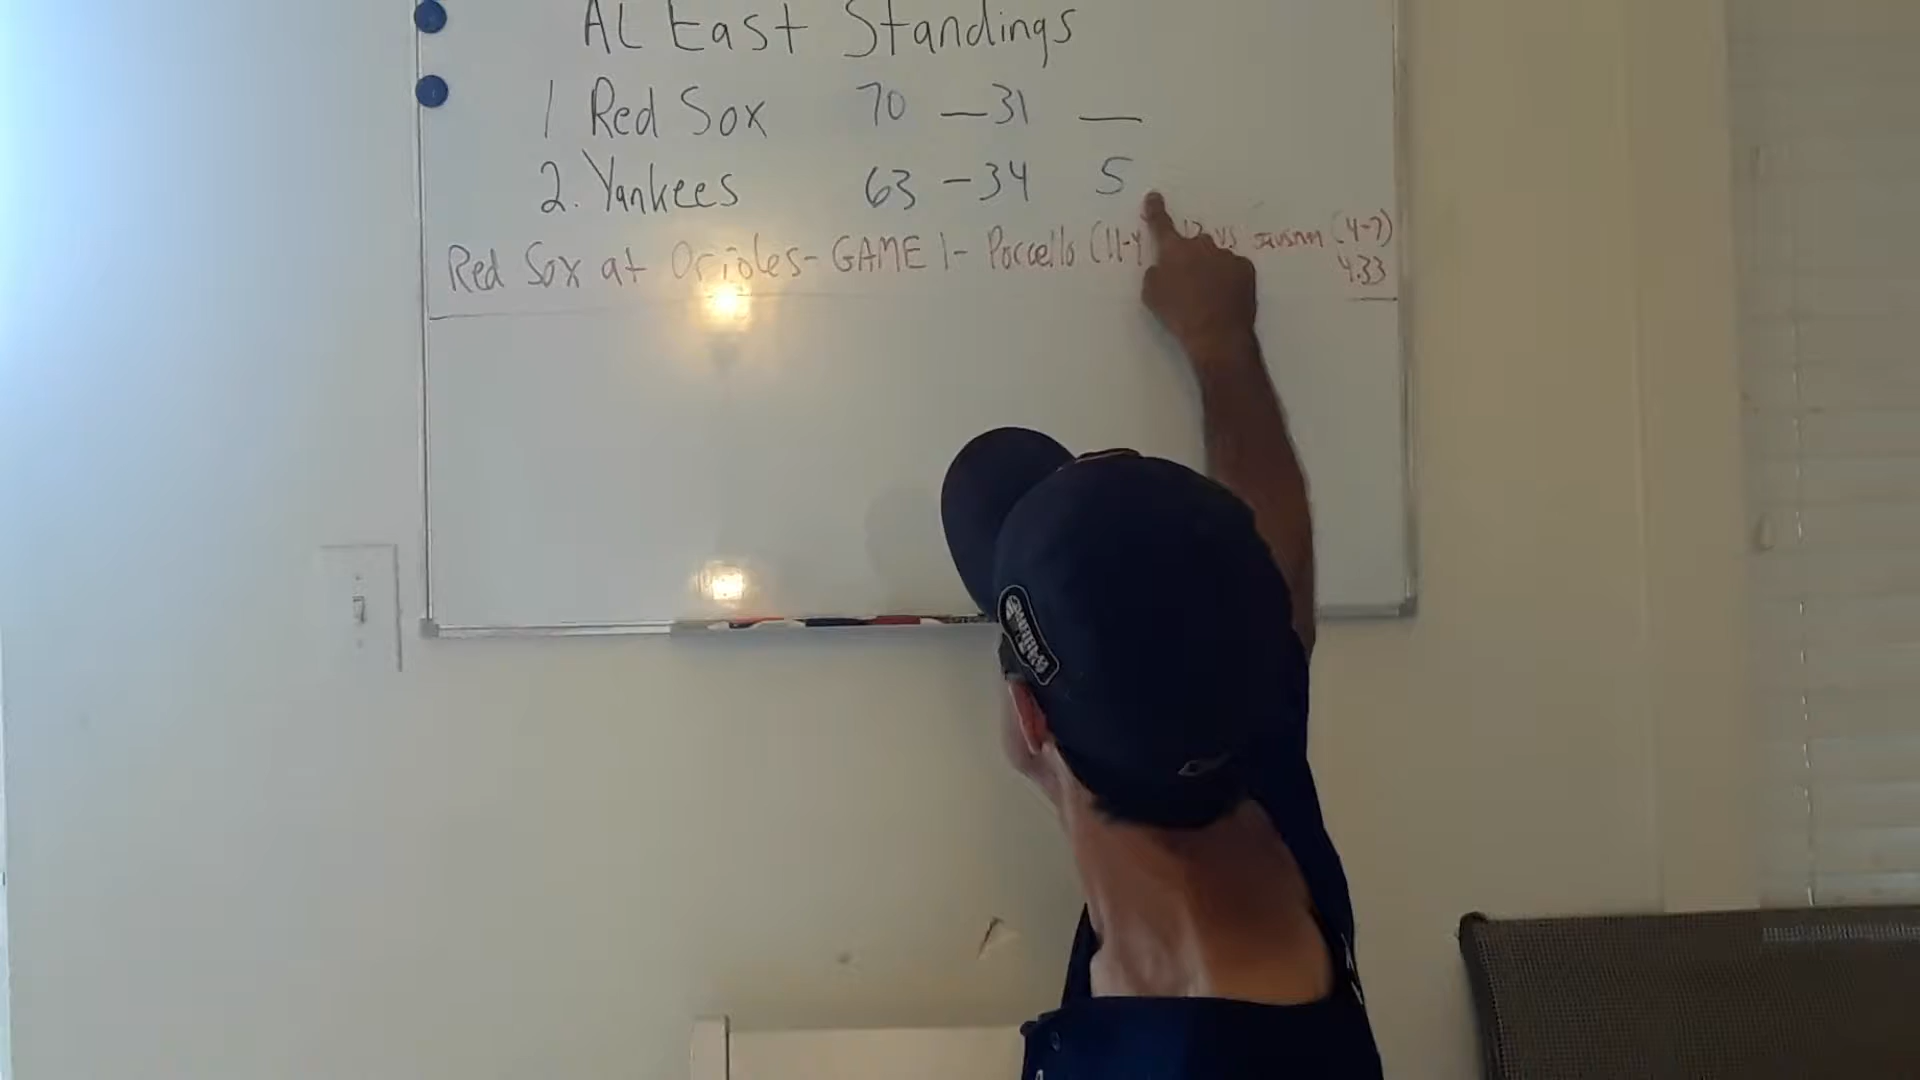 AL East Standings
1 Red Sox 70 — 31 —
2. Yankees 63 - 34 5
Red Sox at Orioles - GAME 1 - Porcello (11-4 vs (4-7)
4.33